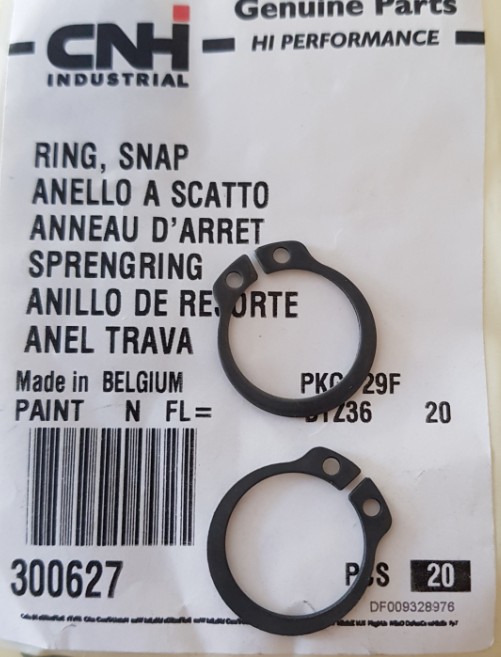 Genuine Parts
CNH
INDUSTRIAL
HI PERFORMANCE
RING, SNAP
ANELLO A SCATTO
ANNEAU D'ARRET
SPRENGRING
ANILLO DE RESORTE
ANEL TRAVA
Made in BELGIUM
PAINT N FL= 20
300627
PCS 20
DF009328976